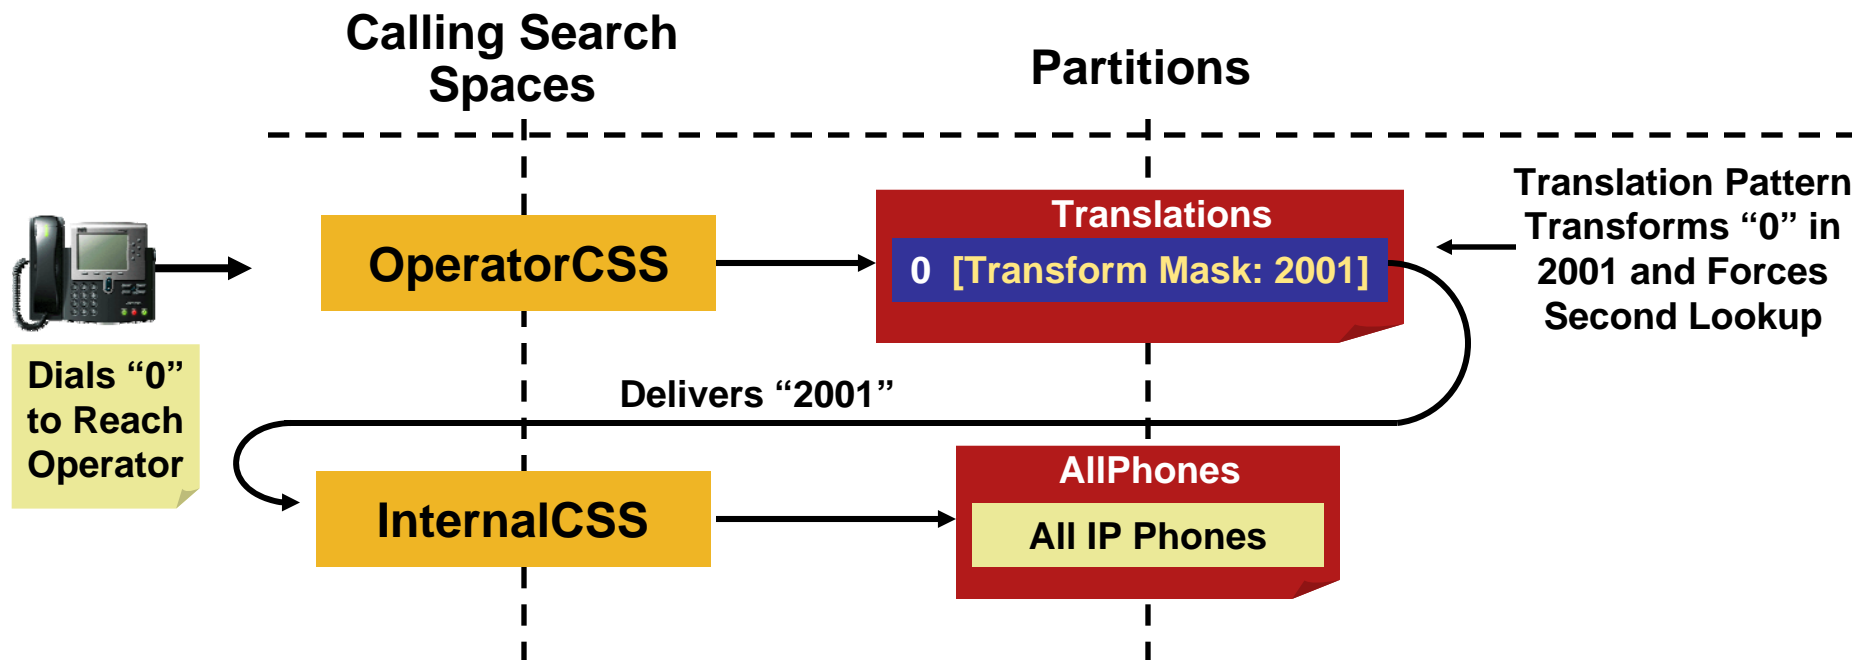 Calling Search
Spaces
Partitions
Translation Pattern
Transforms “0” in
2001 and Forces
Second Lookup
OperatorCSS
Translations
0 [Transform Mask: 2001]
Dials “0”
to Reach
Operator
Delivers “2001”
InternalCSS
AllPhones
All IP Phones